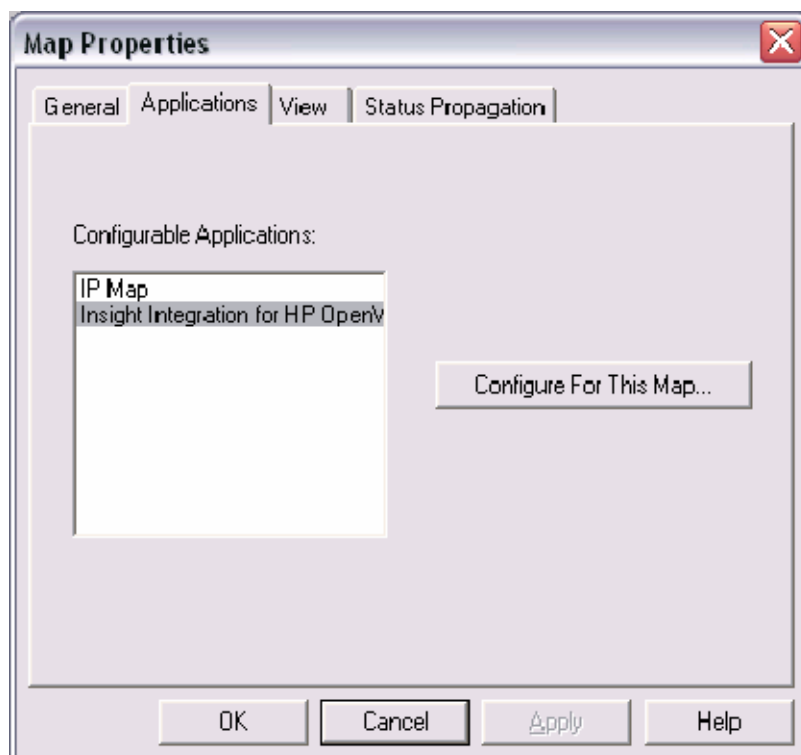 Map Properties
General Applications View Status Propagation
Configurable Applications:
IP Map
Insight Integration for HP OpenV
Configure For This Map...
OK Cancel Apply Help